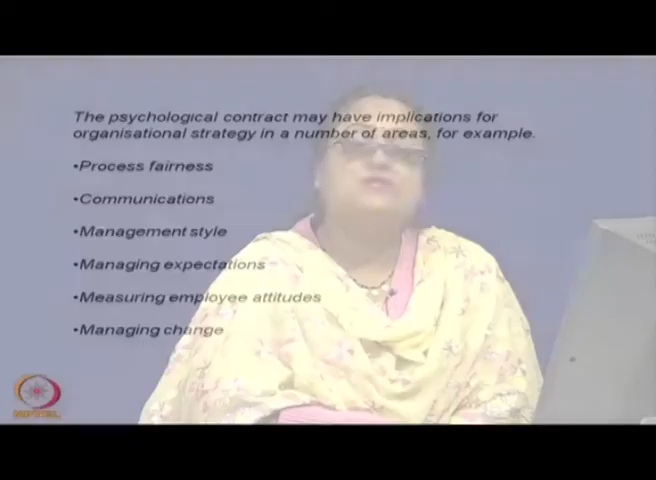 The psychological contract may have implications for
organisational strategy in a number of areas, for example.
•Process fairness
•Communications
•Management style
•Managing expectations
•Measuring employee attitudes
•Managing change